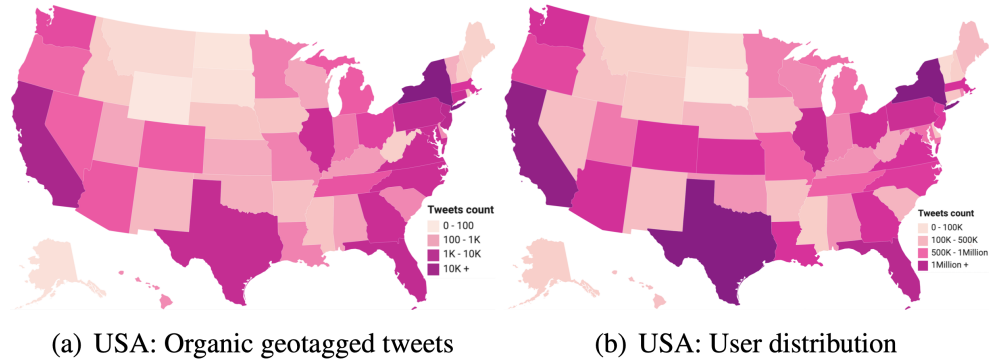 Tweets count
0 - 100
100 - 1K
1K - 10K
10K +
Tweets count
0 - 100K
100K - 500K
500K - 1Million
1Million +
(a) USA: Organic geotagged tweets
(b) USA: User distribution